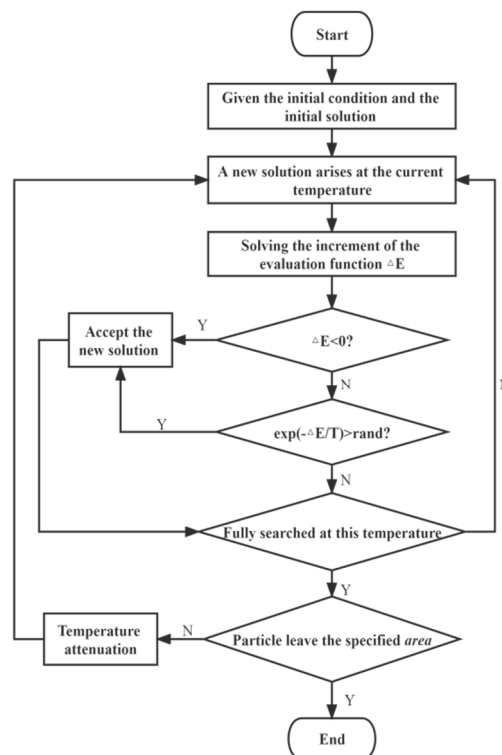 Start
Given the initial condition and the
initial solution
A new solution arises at the current
temperature
Solving the increment of the
evaluation function △E
Accept the
new solution
Y
△E<0?
N
N
Y
exp(-△E/T)>rand?
N
Fully searched at this temperature
Y
Temperature
attenuation
N
Particle leave the specified area
Y
End